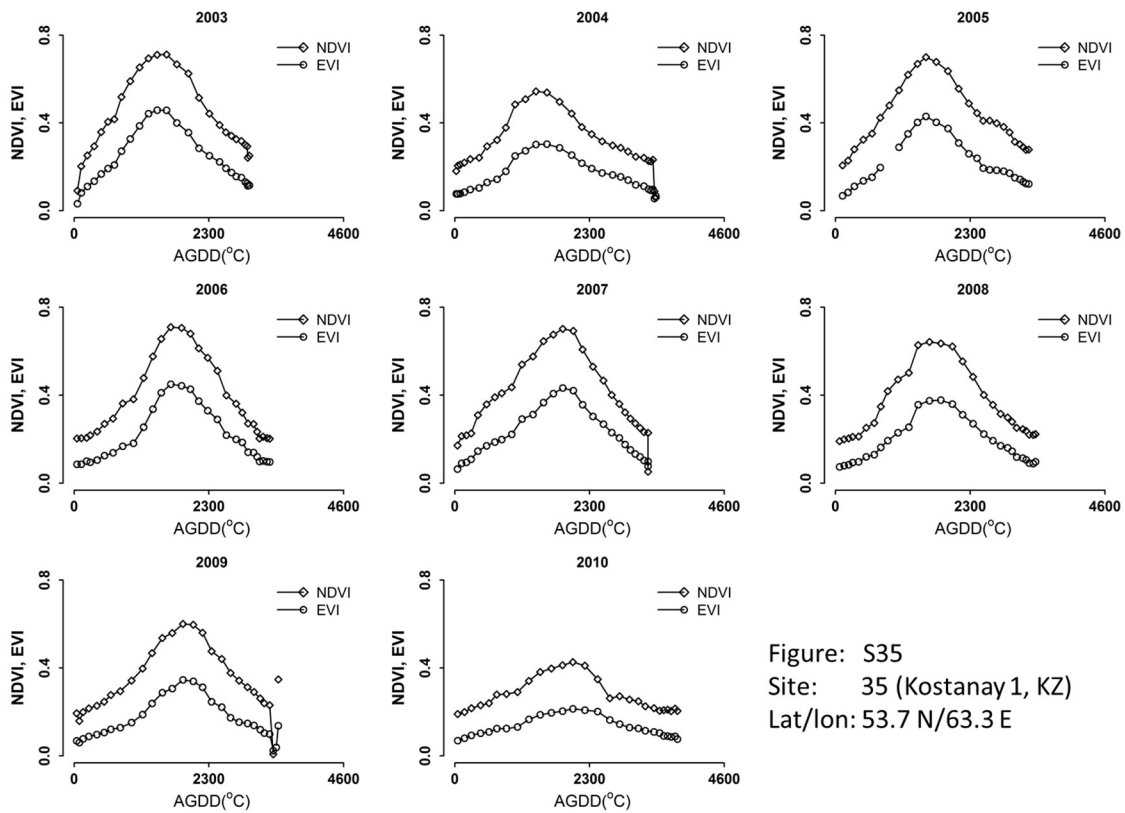 2003
0.8
NDVI
EVI
NDVI, EVI
0.4
0.0
0 2300 4600
AGDD(°C)
2004
0.8
NDVI
EVI
NDVI, EVI
0.4
0.0
0 2300 4600
AGDD(°C)
2005
0.8
NDVI
EVI
NDVI, EVI
0.4
0.0
0 2300 4600
AGDD(°C)
2006
0.8
NDVI
EVI
NDVI, EVI
0.4
0.0
0 2300 4600
AGDD(°C)
2007
0.8
NDVI
EVI
NDVI, EVI
0.4
0.0
0 2300 4600
AGDD(°C)
2008
0.8
NDVI
EVI
NDVI, EVI
0.4
0.0
0 2300 4600
AGDD(°C)
2009
0.8
NDVI
EVI
NDVI, EVI
0.4
0.0
0 2300 4600
AGDD(°C)
2010
0.8
NDVI
EVI
NDVI, EVI
0.4
0.0
0 2300 4600
AGDD(°C)
Figure: S35
Site: 35 (Kostanay 1, KZ)
Lat/lon: 53.7 N/63.3 E